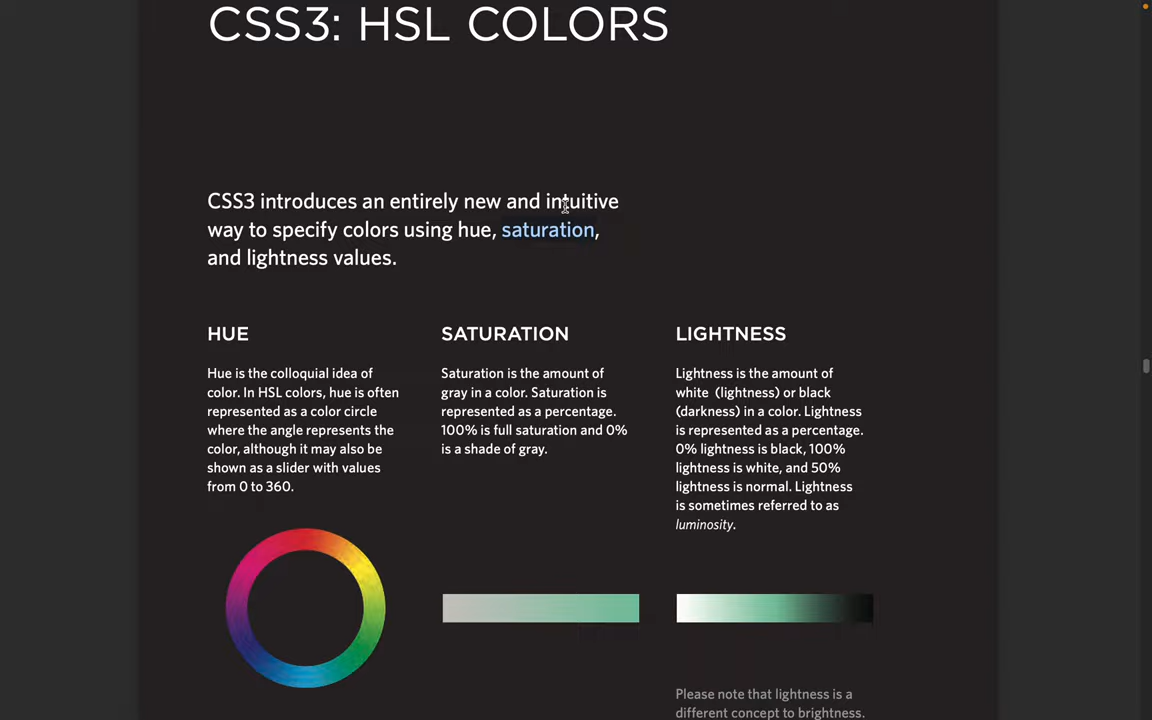 CSS3: HSL COLORS
CSS3 introduces an entirely new and intuitive
way to specify colors using hue, saturation,
and lightness values.
HUE
Hue is the colloquial idea of
color. In HSL colors, hue is often
represented as a color circle
where the angle represents the
color, although it may also be
shown as a slider with values
from 0 to 360.
SATURATION
Saturation is the amount of
gray in a color. Saturation is
represented as a percentage.
100% is full saturation and 0%
is a shade of gray.
LIGHTNESS
Lightness is the amount of
white (lightness) or black
(darkness) in a color. Lightness
is represented as a percentage.
0% lightness is black, 100%
lightness is white, and 50%
lightness is normal. Lightness
is sometimes referred to as
luminosity.
Please note that lightness is a
different concept to brightness.